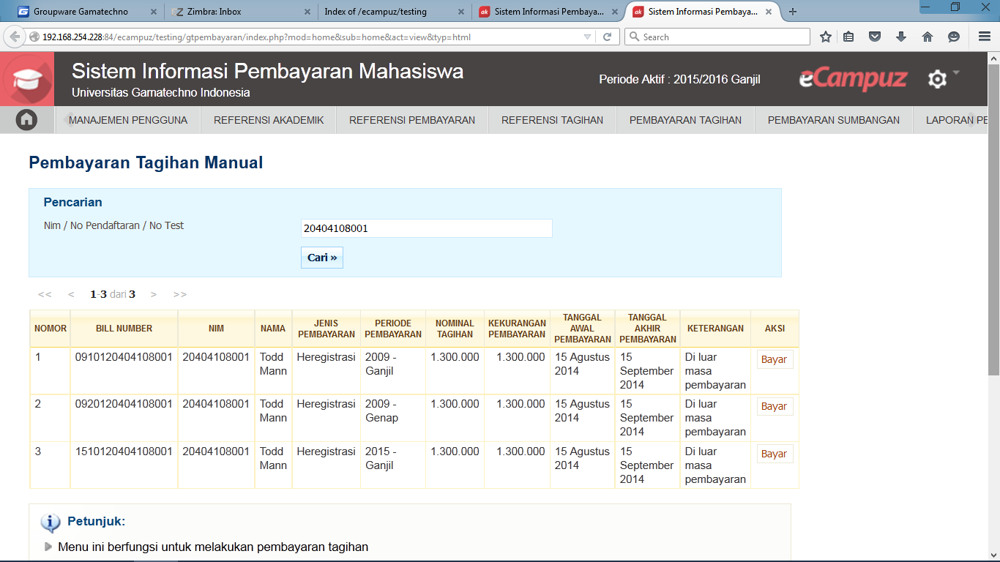 Groupware Gamatechno
Zimbra: Inbox
Index of /ecampuz/testing
Sistem Informasi Pembaya...
Sistem Informasi Pembaya...
192.168.254.228:84/ecampuz/testing/gtpembayaran/index.php?mod=home&sub=home&act=view&typ=html
Search
Sistem Informasi Pembayaran Mahasiswa
Universitas Gamatechno Indonesia
Periode Aktif : 2015/2016 Ganjil
eCampuz
MANAJEMEN PENGGUNA
REFERENSI AKADEMIK
REFERENSI PEMBAYARAN
REFERENSI TAGIHAN
PEMBAYARAN TAGIHAN
PEMBAYARAN SUMBANGAN
LAPORAN PE
Pembayaran Tagihan Manual
Pencarian
Nim / No Pendaftaran / No Test
20404108001
Cari »
<< < 1-3 dari 3 > >>
NOMOR
BILL NUMBER
NIM
NAMA
JENIS
PEMBAYARAN
PERIODE
PEMBAYARAN
NOMINAL
TAGIHAN
KEKURANGAN
PEMBAYARAN
TANGGAL
AWAL
PEMBAYARAN
TANGGAL
AKHIR
PEMBAYARAN
KETERANGAN
AKSI
1
0910120404108001
20404108001
Todd
Mann
Heregistrasi
2009 -
Ganjil
1.300.000
1.300.000
15 Agustus
2014
15
September
2014
Di luar
masa
pembayaran
Bayar
2
0920120404108001
20404108001
Todd
Mann
Heregistrasi
2009 -
Genap
1.300.000
1.300.000
15 Agustus
2014
15
September
2014
Di luar
masa
pembayaran
Bayar
3
1510120404108001
20404108001
Todd
Mann
Heregistrasi
2015 -
Ganjil
1.300.000
1.300.000
15 Agustus
2014
15
September
2014
Di luar
masa
pembayaran
Bayar
Petunjuk:
Menu ini berfungsi untuk melakukan pembayaran tagihan